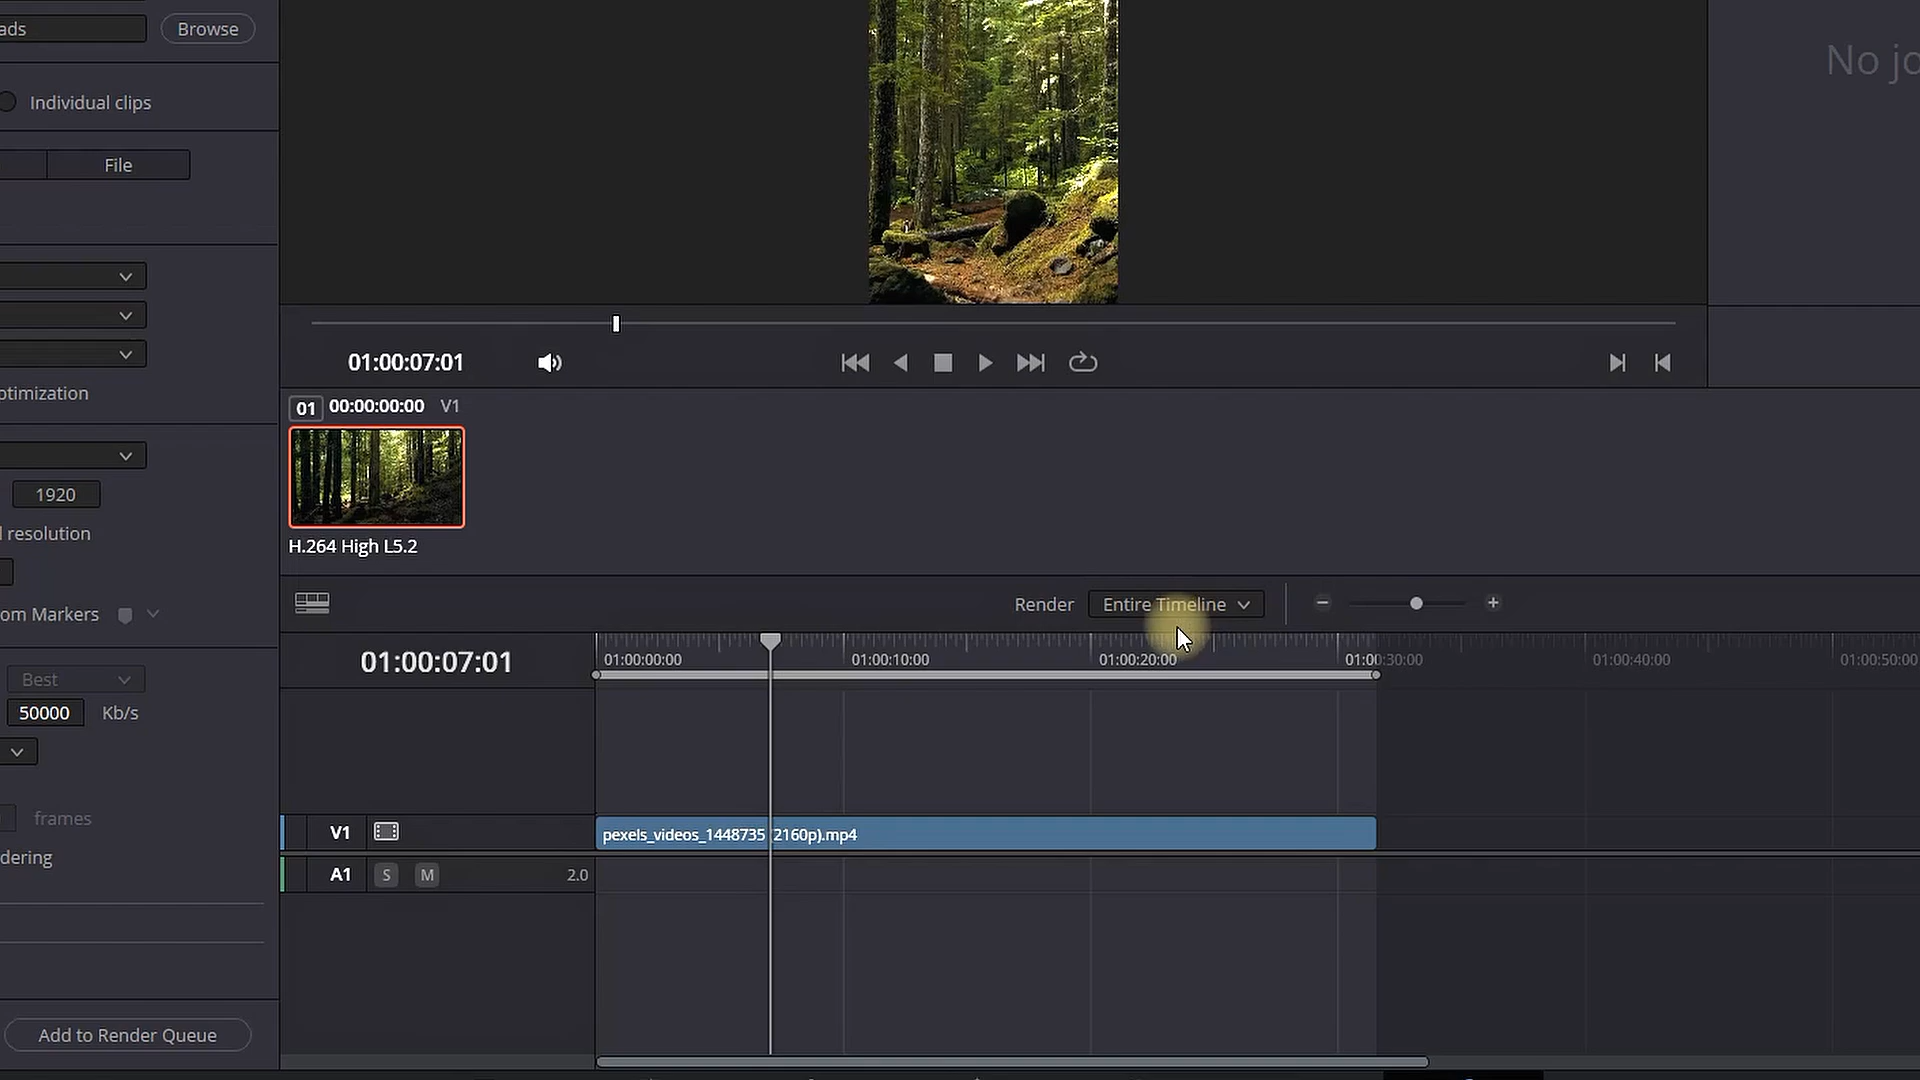 ads
Browse
No jo
Individual clips
File
01:00:07:01
ptimization
01 00:00:00:00 V1
1920
resolution
H.264 High L5.2
Render Entire Timeline
om Markers
01:00:07:01
01:00:00:00 01:00:10:00 01:00:20:00 01:00:30:00 01:00:40:00 01:00:50:00
Best
50000 Kb/s
frames
V1 pexels_videos_1448735 (2160p).mp4
dering
A1 S M 2.0
Add to Render Queue